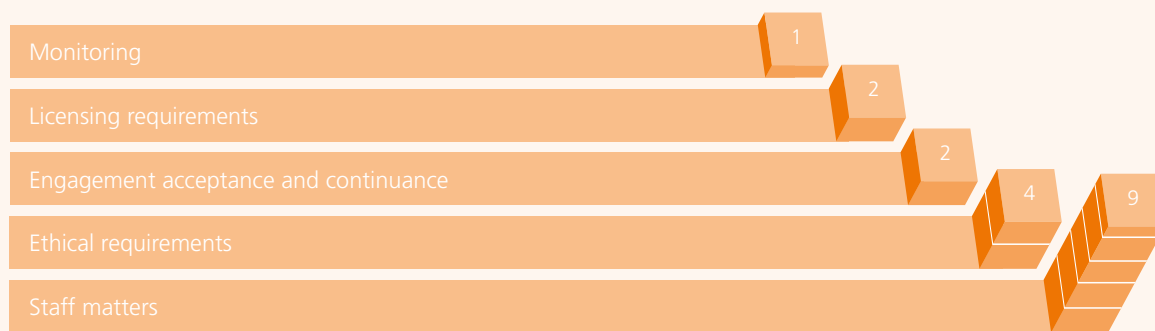 Monitoring 1
Licensing requirements 2
Engagement acceptance and continuance 2
Ethical requirements 4
Staff matters 9